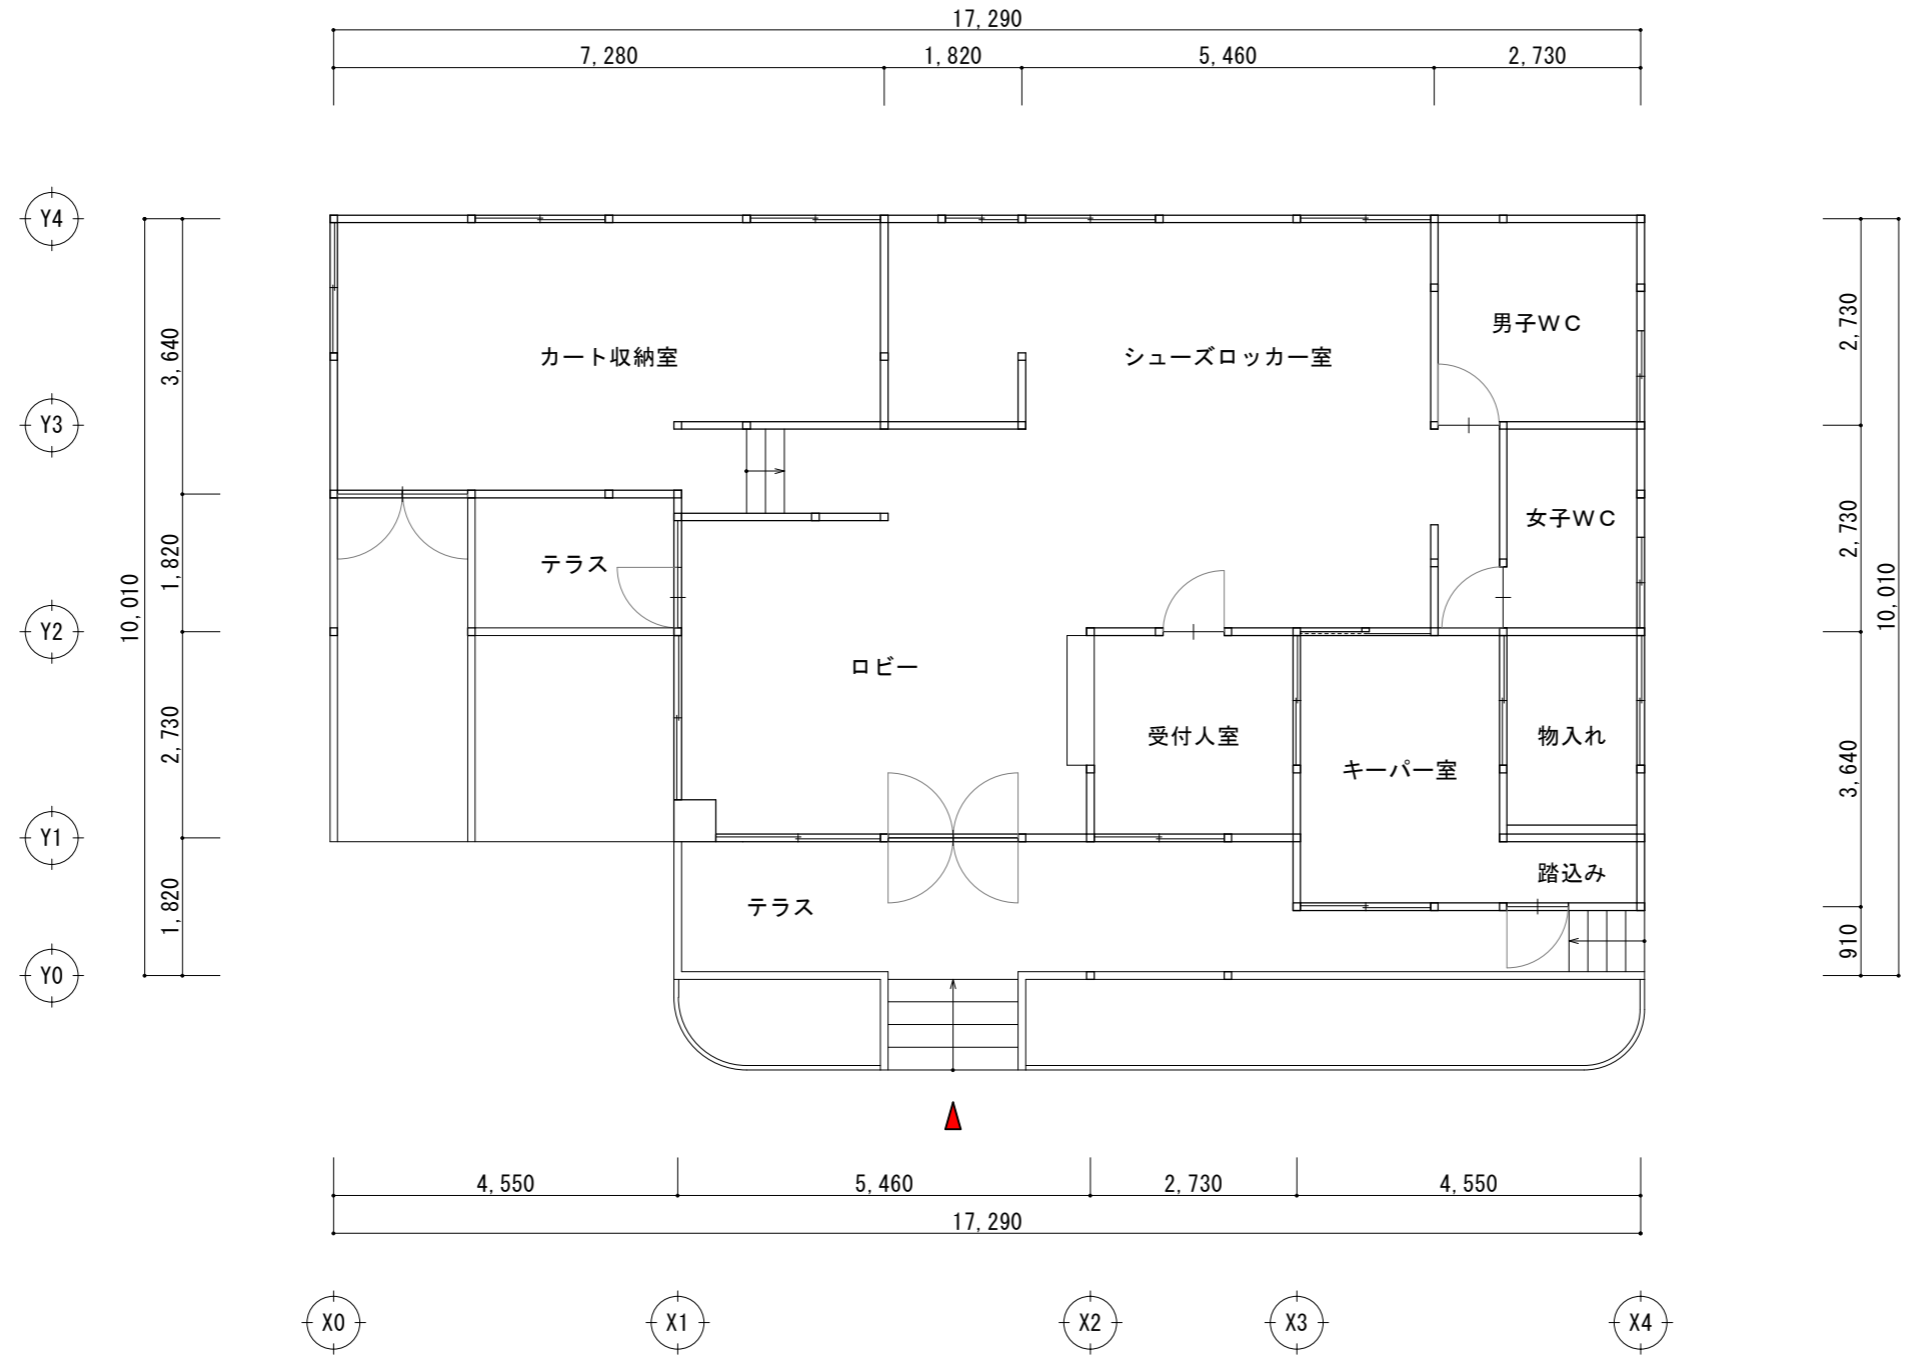 17,290
7,280 1,820 5,460 2,730
Y4
Y3
Y2
Y1
Y0
10,010
3,640
1,820
2,730
1,820
カート収納室
シューズロッカー室
男子WC
女子WC
テラス
ロビー
受付人室
キーパー室
物入れ
踏込み
テラス
2,730
2,730
3,640
910
10,010
4,550 5,460 2,730 4,550
17,290
X0 X1 X2 X3 X4